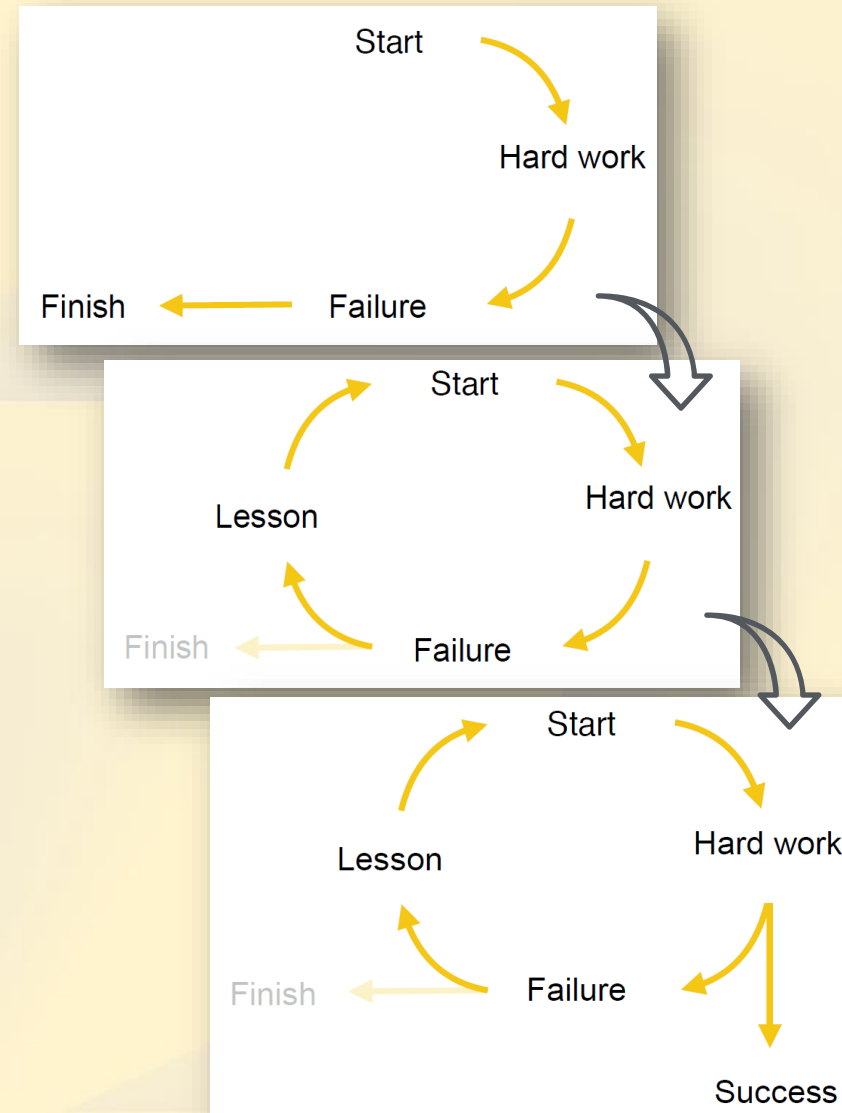 Start
Hard work
Finish
Failure
Start
Hard work
Lesson
Finish
Failure
Start
Hard work
Lesson
Finish
Failure
Success